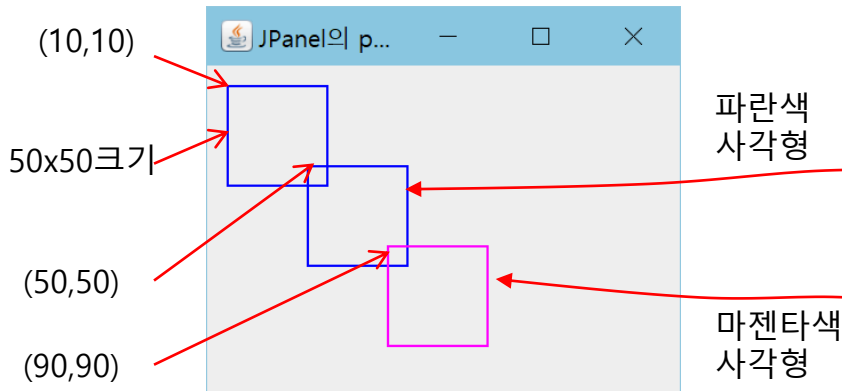 (10,10)
JPanel의 p...
50x50크기
파란색
사각형
(50,50)
(90,90)
마젠타색
사각형